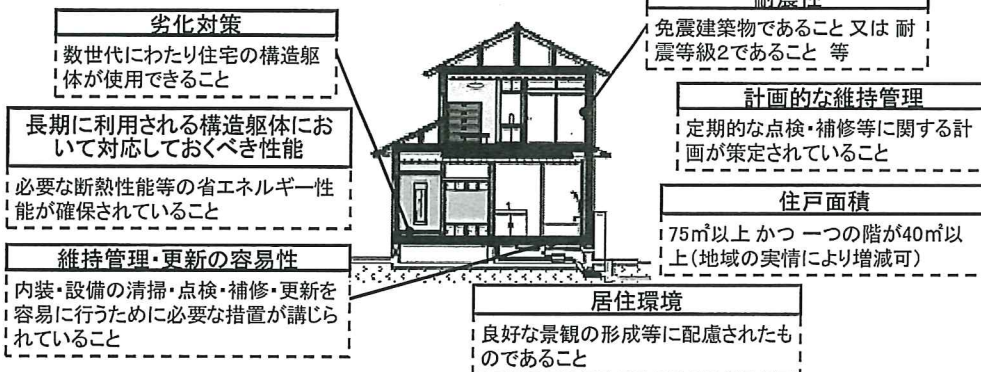 劣化対策
数世代にわたり住宅の構造躯
体が使用できること
長期に利用される構造躯体にお
いて対応しておくべき性能
必要な断熱性能等の省エネルギー性
能が確保されていること
維持管理・更新の容易性
内装・設備の清掃・点検・補修・更新を
容易に行うために必要な措置が講じら
れていること
耐震性
免震建築物であること 又は 耐
震等級2であること 等
計画的な維持管理
定期的な点検・補修等に関する計
画が策定されていること
住戸面積
75㎡以上 かつ 一つの階が40㎡以
上(地域の実情により増減可)
居住環境
良好な景観の形成等に配慮されたも
のであること